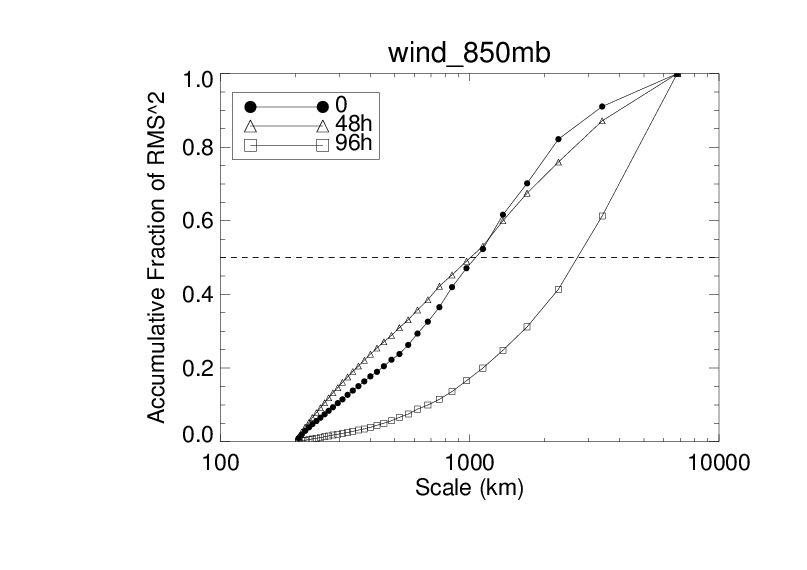 wind_850mb
Accumulative Fraction of RMS^2
1.0
0.8
0.6
0.4
0.2
0.0
0
48h
96h
100
1000
10000
Scale (km)